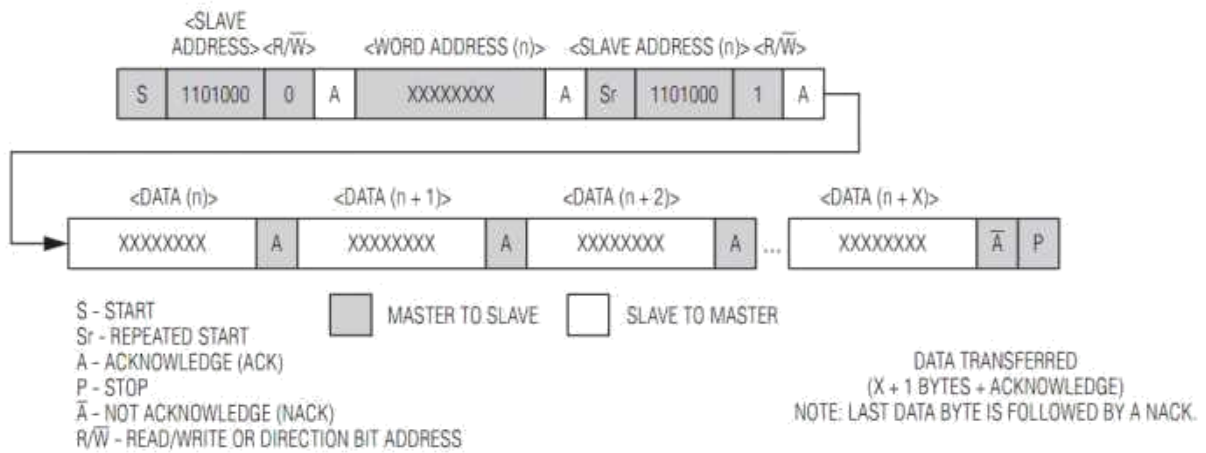 <SLAVE
ADDRESS> <R/W̅> <WORD ADDRESS (n)> <SLAVE ADDRESS (n)> <R/W̅>
S 1101000 0 A XXXXXXXX A Sr 1101000 1 A
<DATA (n)> <DATA (n + 1)> <DATA (n + 2)> <DATA (n + X)>
XXXXXXXX A XXXXXXXX A XXXXXXXX A ... XXXXXXXX A̅ P
S - START
Sr - REPEATED START
A - ACKNOWLEDGE (ACK)
P - STOP
A̅ - NOT ACKNOWLEDGE (NACK)
R/W̅ - READ/WRITE OR DIRECTION BIT ADDRESS
MASTER TO SLAVE SLAVE TO MASTER
DATA TRANSFERRED
(X + 1 BYTES + ACKNOWLEDGE)
NOTE: LAST DATA BYTE IS FOLLOWED BY A NACK.